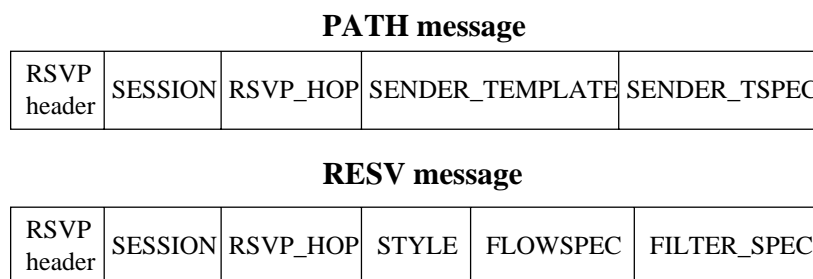 PATH message
RSVP header SESSION RSVP_HOP SENDER_TEMPLATE SENDER_TSPEC
RESV message
RSVP header SESSION RSVP_HOP STYLE FLOWSPEC FILTER_SPEC